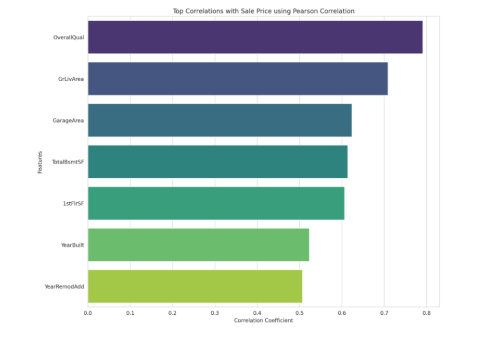 Top Correlations with Sale Price using Pearson Correlation
OverallQual
GrLivArea
GarageArea
TotalBsmtSF
1stFlrSF
YearBuilt
YearRemodAdd
Features
0.0 0.1 0.2 0.3 0.4 0.5 0.6 0.7 0.8
Correlation Coefficient